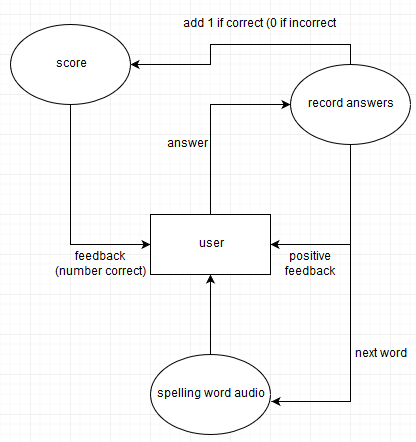 add 1 if correct (0 if incorrect
score
record answers
answer
user
feedback
(number correct)
positive
feedback
next word
spelling word audio